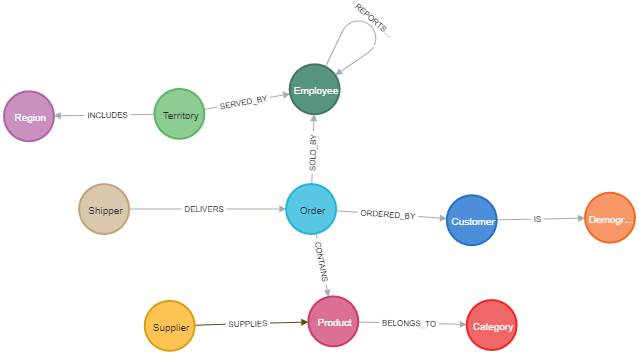 REPORTS...
Employee
Region
INCLUDES
Territory
SERVED_BY
SOLD_BY
Shipper
DELIVERS
Order
ORDERED_BY
Customer
IS
Demogr...
CONTAINS
Supplier
SUPPLIES
Product
BELONGS_TO
Category